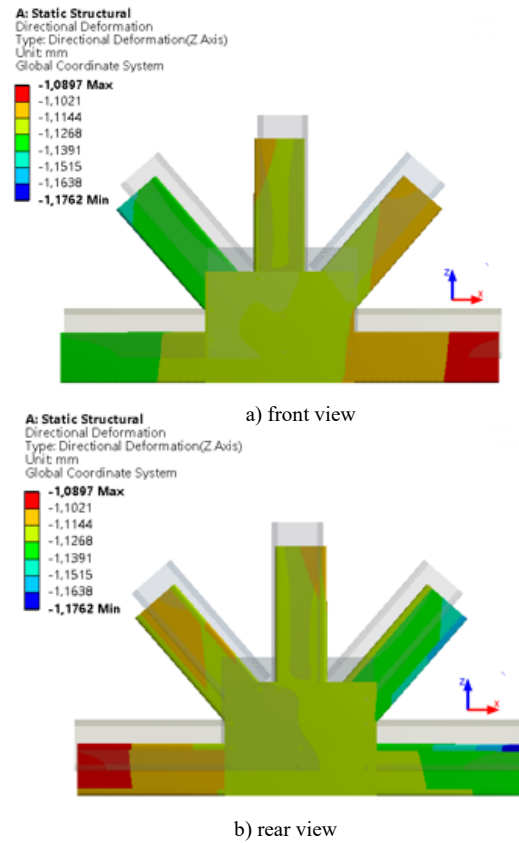 A: Static Structural
Directional Deformation
Type: Directional Deformation(Z Axis)
Unit: mm
Global Coordinate System
-1,0897 Max
-1,1021
-1,1144
-1,1268
-1,1391
-1,1515
-1,1638
-1,1762 Min
z
x
a) front view
A: Static Structural
Directional Deformation
Type: Directional Deformation(Z Axis)
Unit: mm
Global Coordinate System
-1,0897 Max
-1,1021
-1,1144
-1,1268
-1,1391
-1,1515
-1,1638
-1,1762 Min
z
x
b) rear view